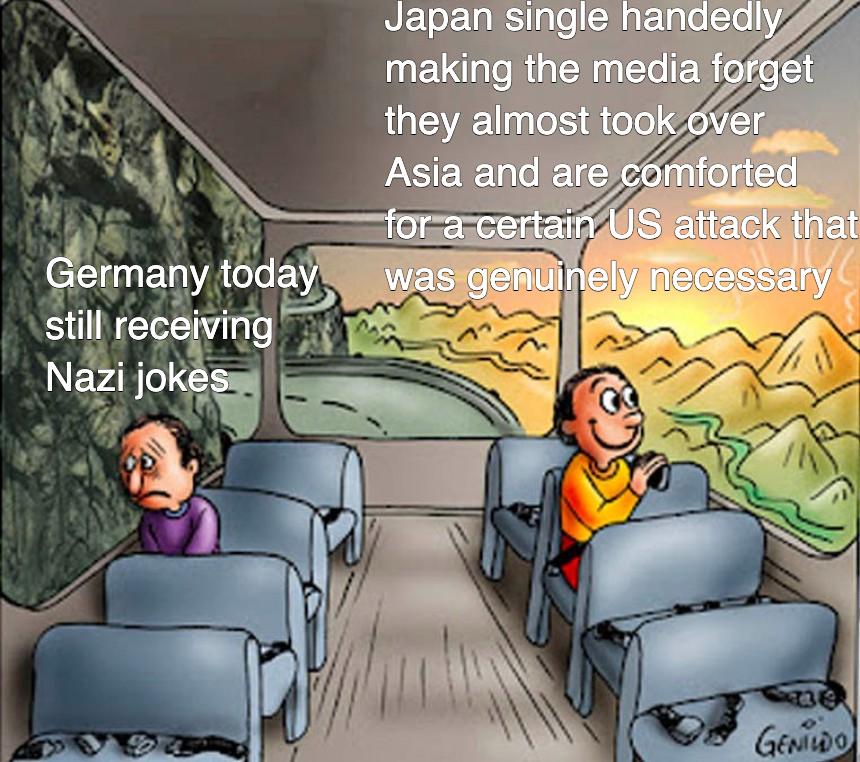 Japan single handedly
making the media forget
they almost took over
Asia and are comforted
for a certain US attack that
was genuinely necessary
Germany today
still receiving
Nazi jokes
GENILDO